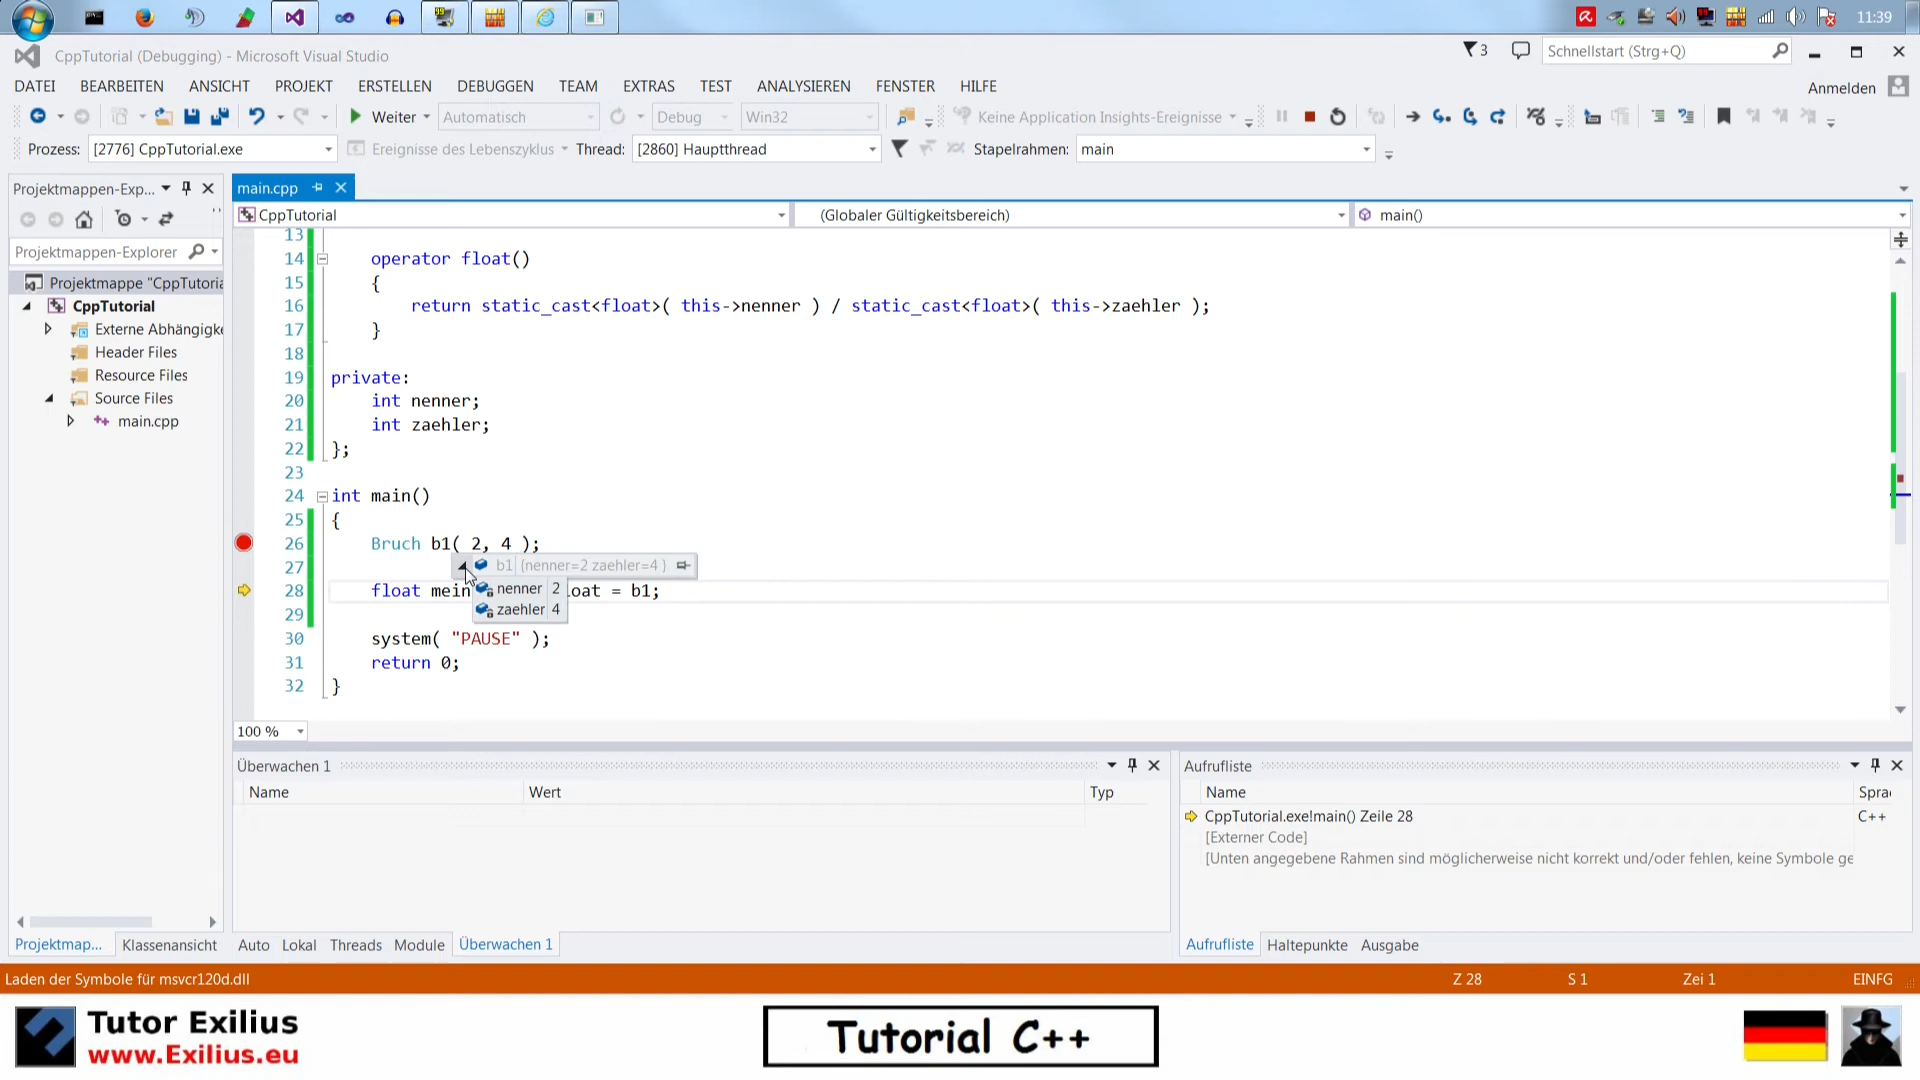 11:39
CppTutorial (Debugging) - Microsoft Visual Studio
3
Schnellstart (Strg+Q)
DATEI BEARBEITEN ANSICHT PROJEKT ERSTELLEN DEBUGGEN TEAM EXTRAS TEST ANALYSIEREN FENSTER HILFE
Anmelden
Weiter Automatisch Debug Win32 Keine Application Insights-Ereignisse
Prozess: [2776] CppTutorial.exe Ereignisse des Lebenszyklus Thread: [2860] Hauptthread Stapelrahmen: main
Projektmappen-Exp...
main.cpp
CppTutorial (Globaler Gültigkeitsbereich) main()
Projektmappen-Explorer
Projektmappe "CppTutoria
CppTutorial
Externe Abhängigke
Header Files
Resource Files
Source Files
main.cpp
13
14 operator float()
15 {
16 return static_cast<float>( this->nenner ) / static_cast<float>( this->zaehler );
17 }
18
19 private:
20 int nenner;
21 int zaehler;
22 };
23
24 int main()
25 {
26 Bruch b1( 2, 4 );
27 b1 {nenner=2 zaehler=4 }
28 float mein loat = b1;
nenner 2
29
zaehler 4
30 system( "PAUSE" );
31 return 0;
32 }
100 %
Überwachen 1
Name Wert Typ
Aufrufliste
Name Sprac
CppTutorial.exe!main() Zeile 28 C++
[Externer Code]
[Unten angegebene Rahmen sind möglicherweise nicht korrekt und/oder fehlen, keine Symbole ge
Projektmap... Klassenansicht
Auto Lokal Threads Module Überwachen 1
Aufrufliste Haltepunkte Ausgabe
Laden der Symbole für msvcr120d.dll Z 28 S 1 Zei 1 EINFG
Tutor Exilius
www.Exilius.eu
Tutorial C++